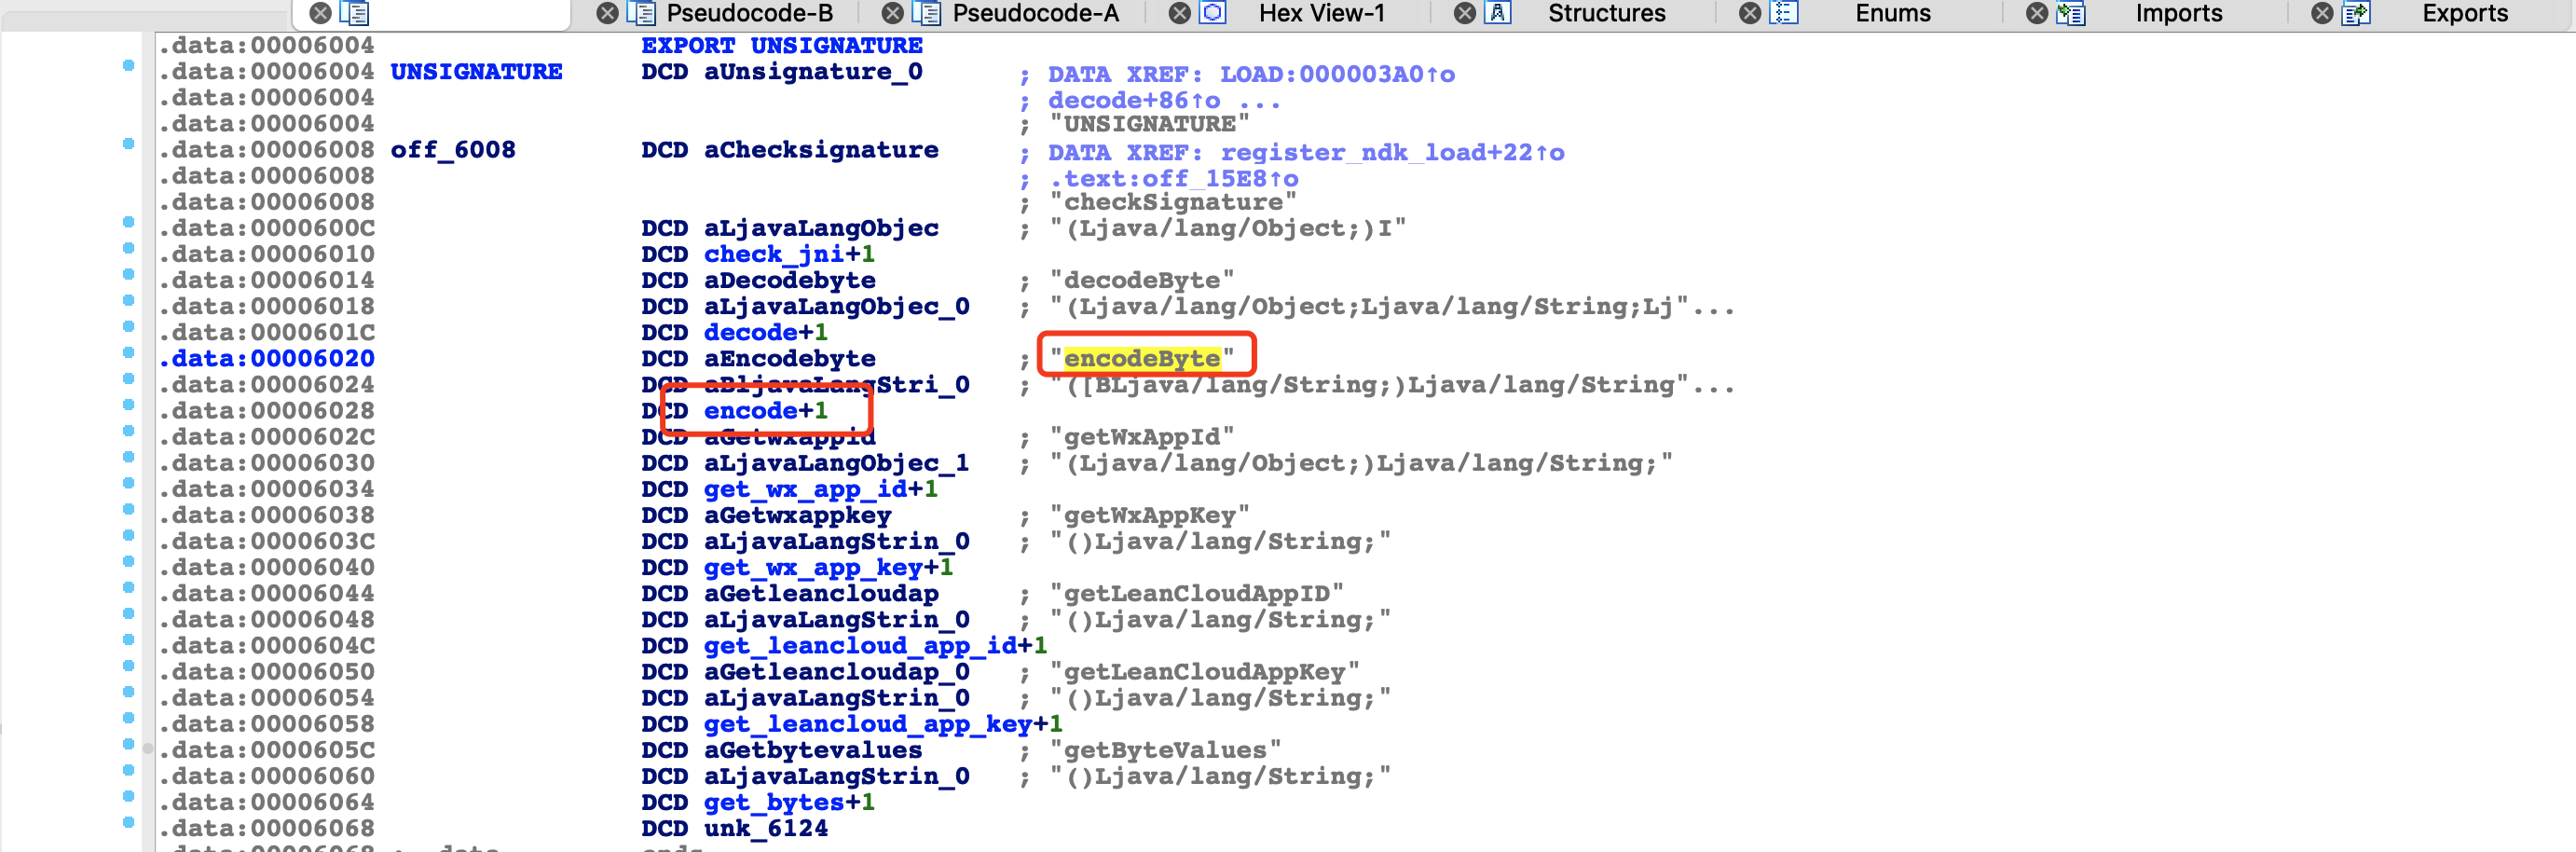 Pseudocode-B Pseudocode-A Hex View-1 Structures Enums Imports Exports
.data:00006004 EXPORT UNSIGNATURE
.data:00006004 UNSIGNATURE DCD aUnsignature_0 ; DATA XREF: LOAD:000003A0↑o
.data:00006004 ; decode+86↑o ...
.data:00006004 ; "UNSIGNATURE"
.data:00006008 off_6008 DCD aChecksignature ; DATA XREF: register_ndk_load+22↑o
.data:00006008 ; .text:off_15E8↑o
.data:00006008 ; "checkSignature"
.data:0000600C DCD aLjavaLangObjec ; "(Ljava/lang/Object;)I"
.data:00006010 DCD check_jni+1
.data:00006014 DCD aDecodebyte ; "decodeByte"
.data:00006018 DCD aLjavaLangObjec_0 ; "(Ljava/lang/Object;Ljava/lang/String;Lj"...
.data:0000601C DCD decode+1
.data:00006020 DCD aEncodebyte ; "encodeByte"
.data:00006024 DCD aBljavaLangStri_0 ; "([BLjava/lang/String;)Ljava/lang/String"...
.data:00006028 DCD encode+1
.data:0000602C DCD aGetwxappid ; "getWxAppId"
.data:00006030 DCD aLjavaLangObjec_1 ; "(Ljava/lang/Object;)Ljava/lang/String;"
.data:00006034 DCD get_wx_app_id+1
.data:00006038 DCD aGetwxappkey ; "getWxAppKey"
.data:0000603C DCD aLjavaLangStrin_0 ; "()Ljava/lang/String;"
.data:00006040 DCD get_wx_app_key+1
.data:00006044 DCD aGetleancloudap ; "getLeanCloudAppID"
.data:00006048 DCD aLjavaLangStrin_0 ; "()Ljava/lang/String;"
.data:0000604C DCD get_leancloud_app_id+1
.data:00006050 DCD aGetleancloudap_0 ; "getLeanCloudAppKey"
.data:00006054 DCD aLjavaLangStrin_0 ; "()Ljava/lang/String;"
.data:00006058 DCD get_leancloud_app_key+1
.data:0000605C DCD aGetbytevalues ; "getByteValues"
.data:00006060 DCD aLjavaLangStrin_0 ; "()Ljava/lang/String;"
.data:00006064 DCD get_bytes+1
.data:00006068 DCD unk_6124
.data:00006068 ; .data ends